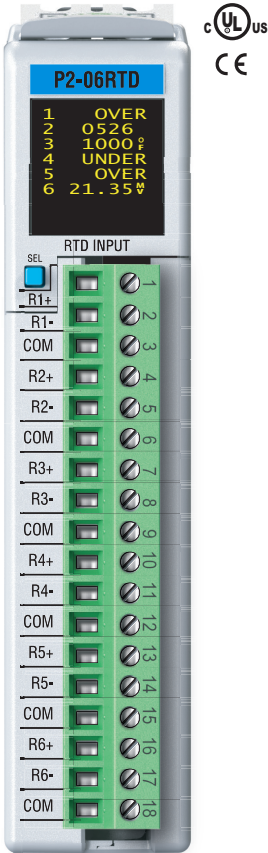 c UL US
CE
P2-06RTD
1 OVER
2 0526
3 1000°F
4 UNDER
5 OVER
6 21.35 MV
RTD INPUT
SEL
R1+ 1
R1- 2
COM 3
R2+ 4
R2- 5
COM 6
R3+ 7
R3- 8
COM 9
R4+ 10
R4- 11
COM 12
R5+ 13
R5- 14
COM 15
R6+ 16
R6- 17
COM 18